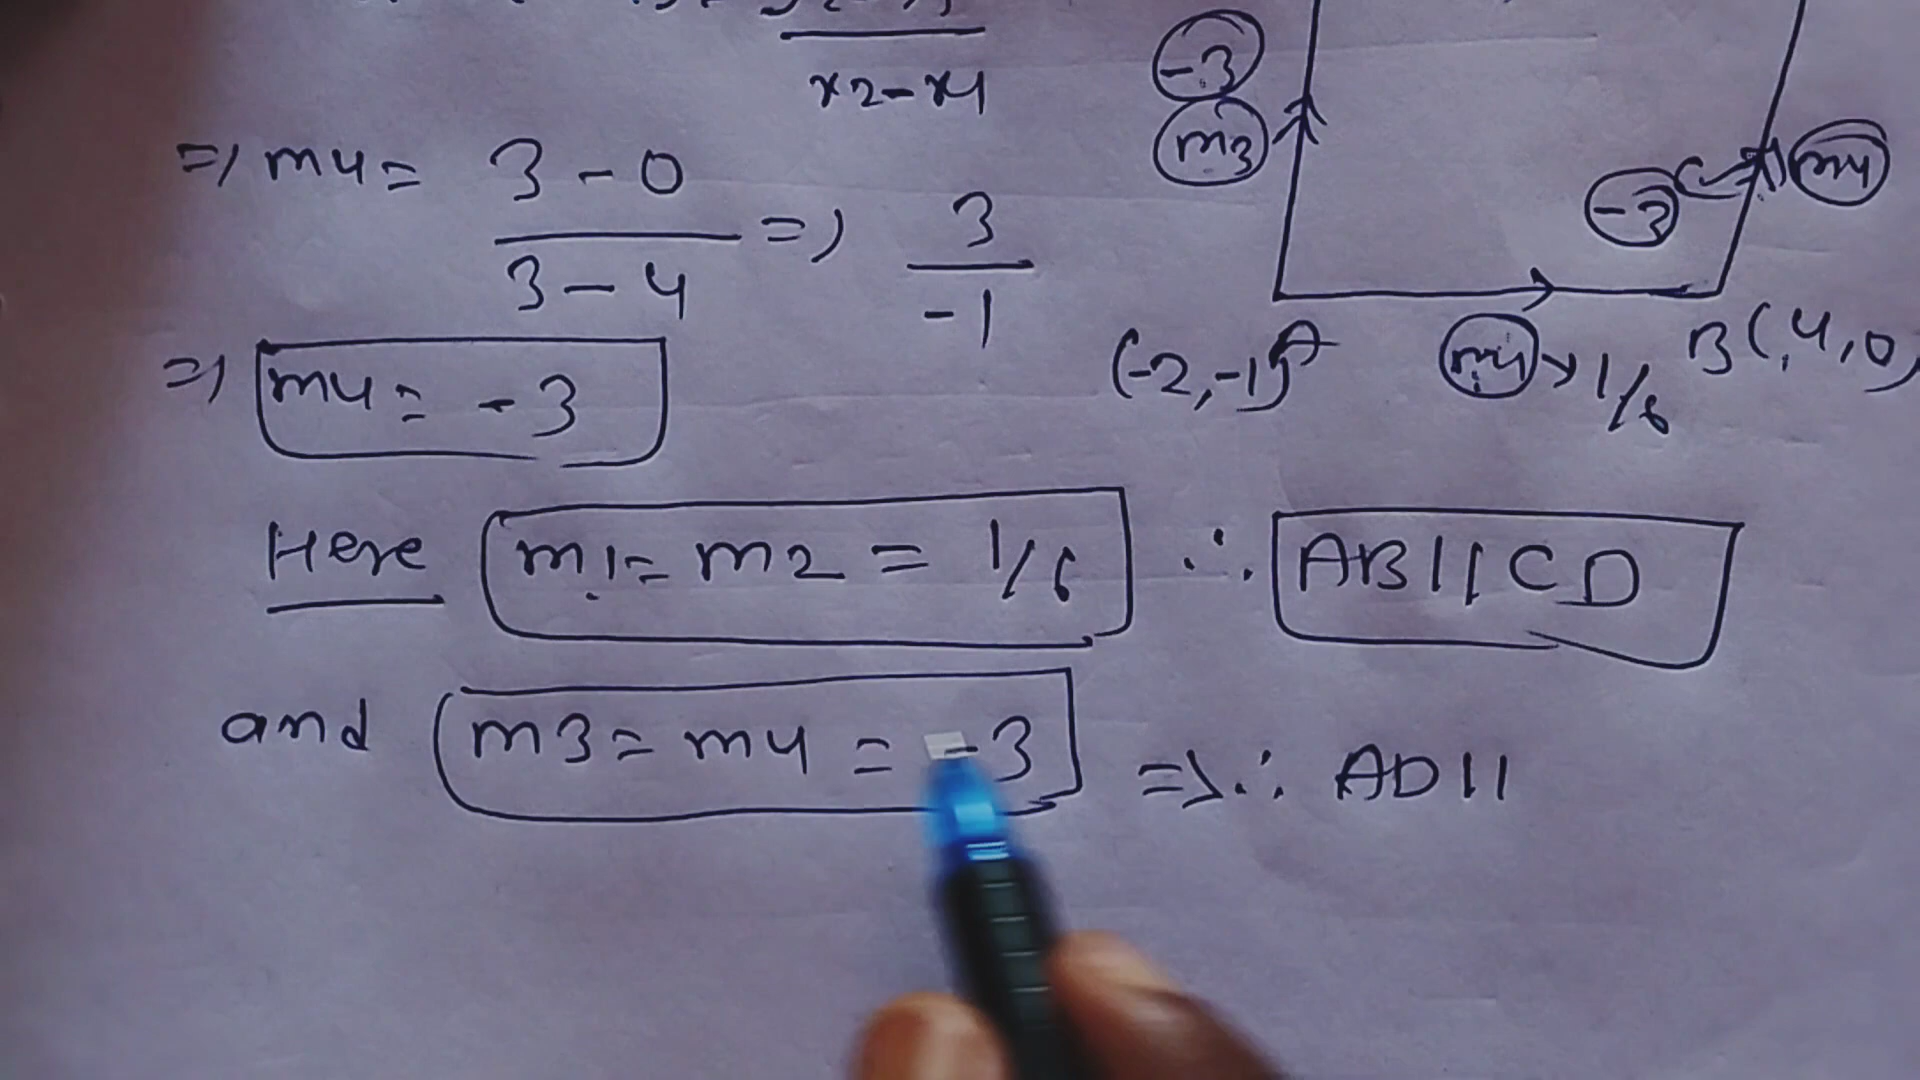 x2-x1
=> m4 = 3 - 0 / 3 - 4 => 3 / -1
=> m4 = -3
-3
m3
-3
m4
(-2,-1) A
m1 → 1/6
B(4,0)
Here m1 = m2 = 1/6 ∴ AB || CD
and m3 = m4 = -3 => ∴ AD ||